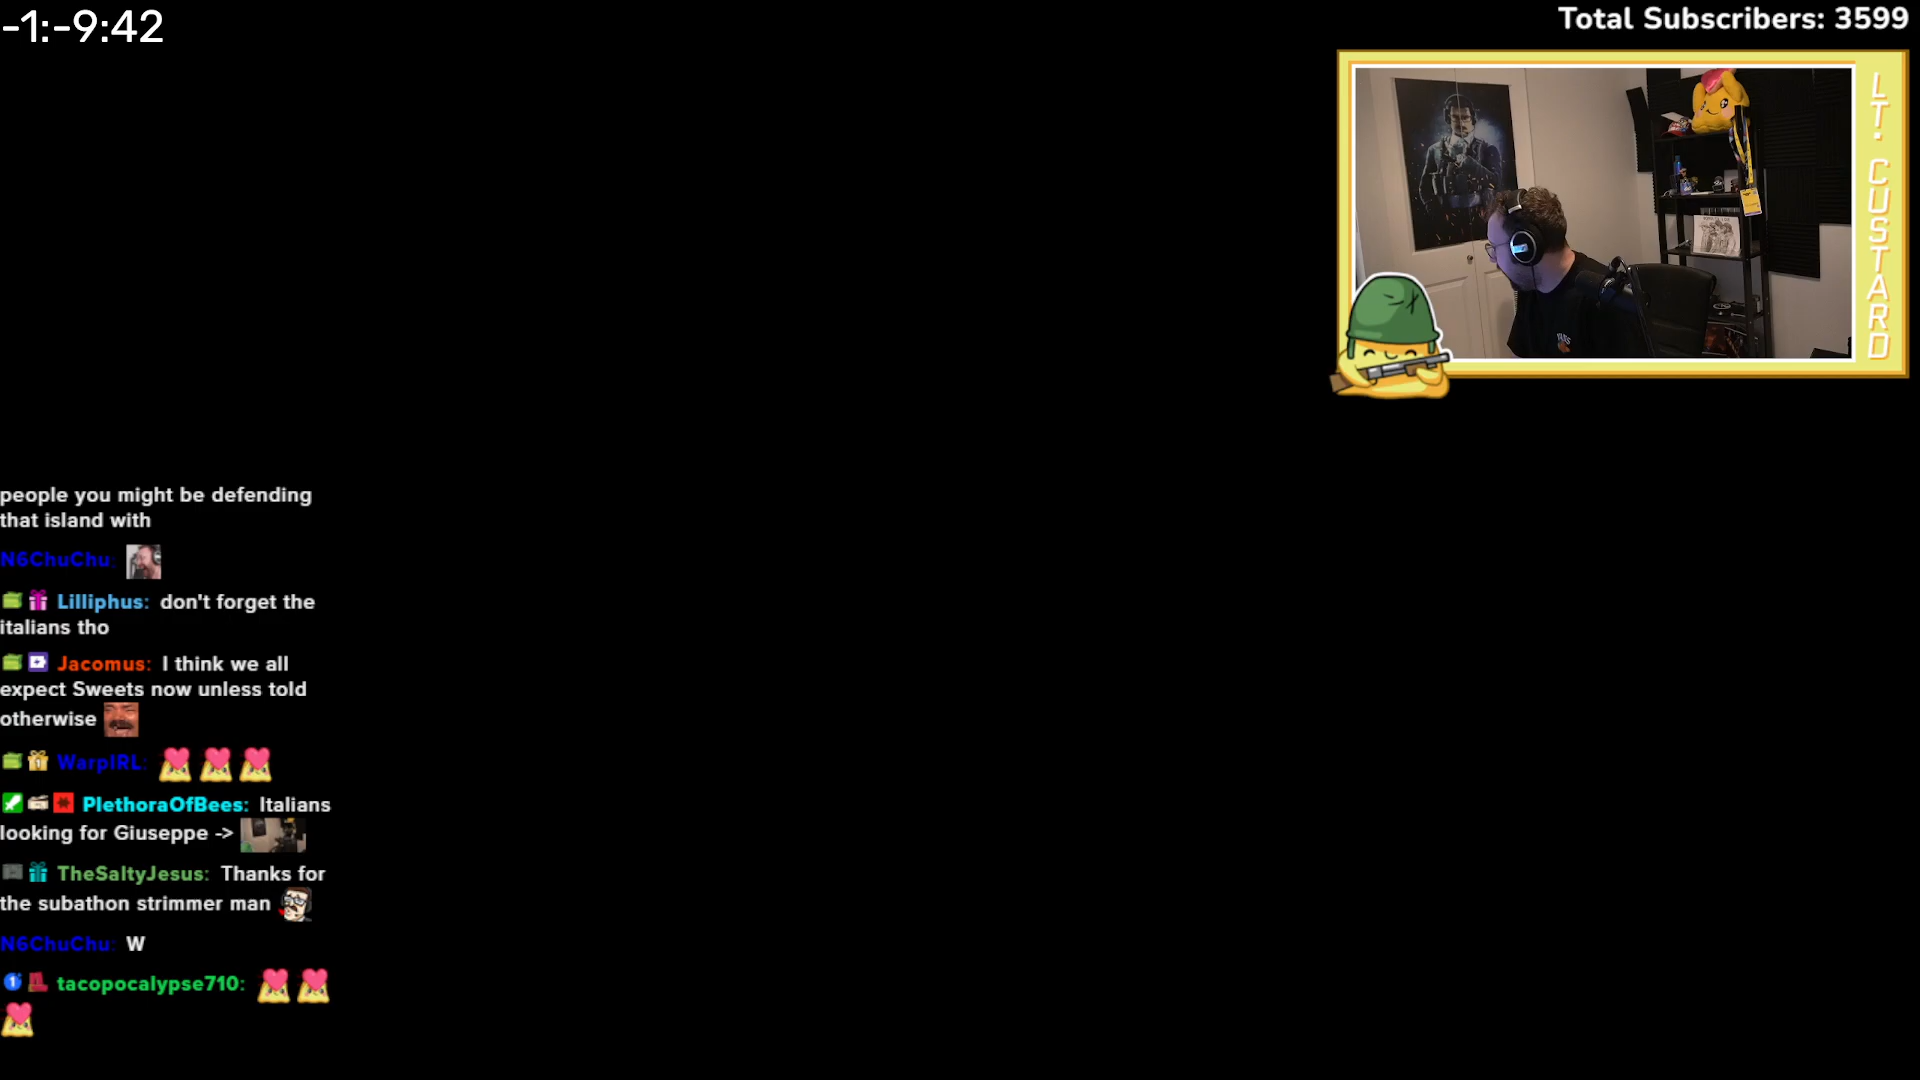 -1:-9:42
Total Subscribers: 3599
LT. CUSTARD
people you might be defending
that island with
N6ChuChu:
Lilliphus: don't forget the
italians tho
Jacomus: I think we all
expect Sweets now unless told
otherwise
WarpIRL:
PlethoraOfBees: Italians
looking for Giuseppe ->
TheSaltyJesus: Thanks for
the subathon strimmer man
N6ChuChu: W
tacopocalypse710: